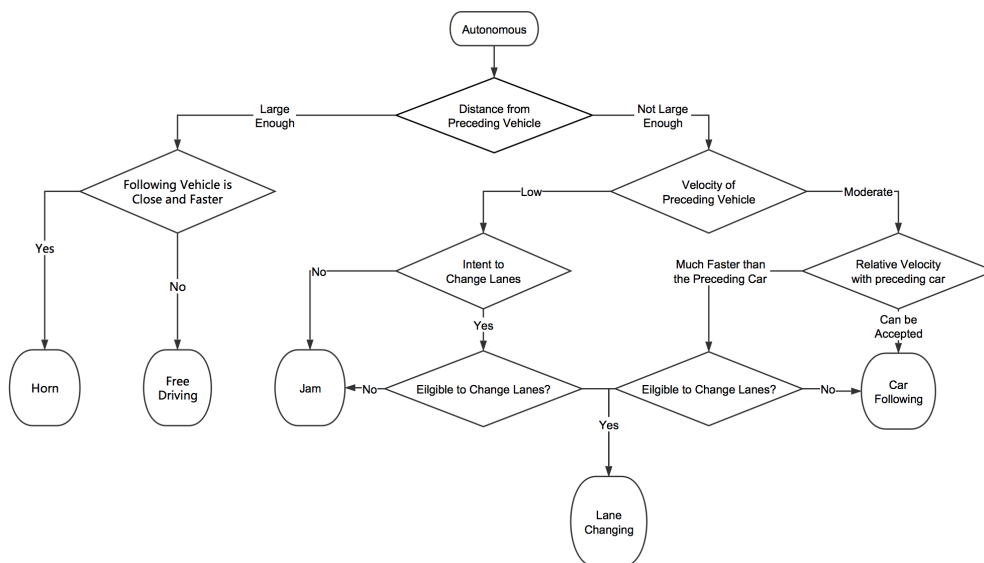 Autonomous
Distance from
Preceding Vehicle
Large
Enough
Not Large
Enough
Following Vehicle is
Close and Faster
Velocity of
Preceding Vehicle
Low
Moderate
Yes
No
Intent to
Change Lanes
No
Much Faster than
the Preceding Car
Relative Velocity
with preceding car
Yes
Can be
Accepted
Horn
Free
Driving
Jam
No
Eilgible to Change Lanes?
Eilgible to Change Lanes?
No
Car
Following
Yes
Lane
Changing